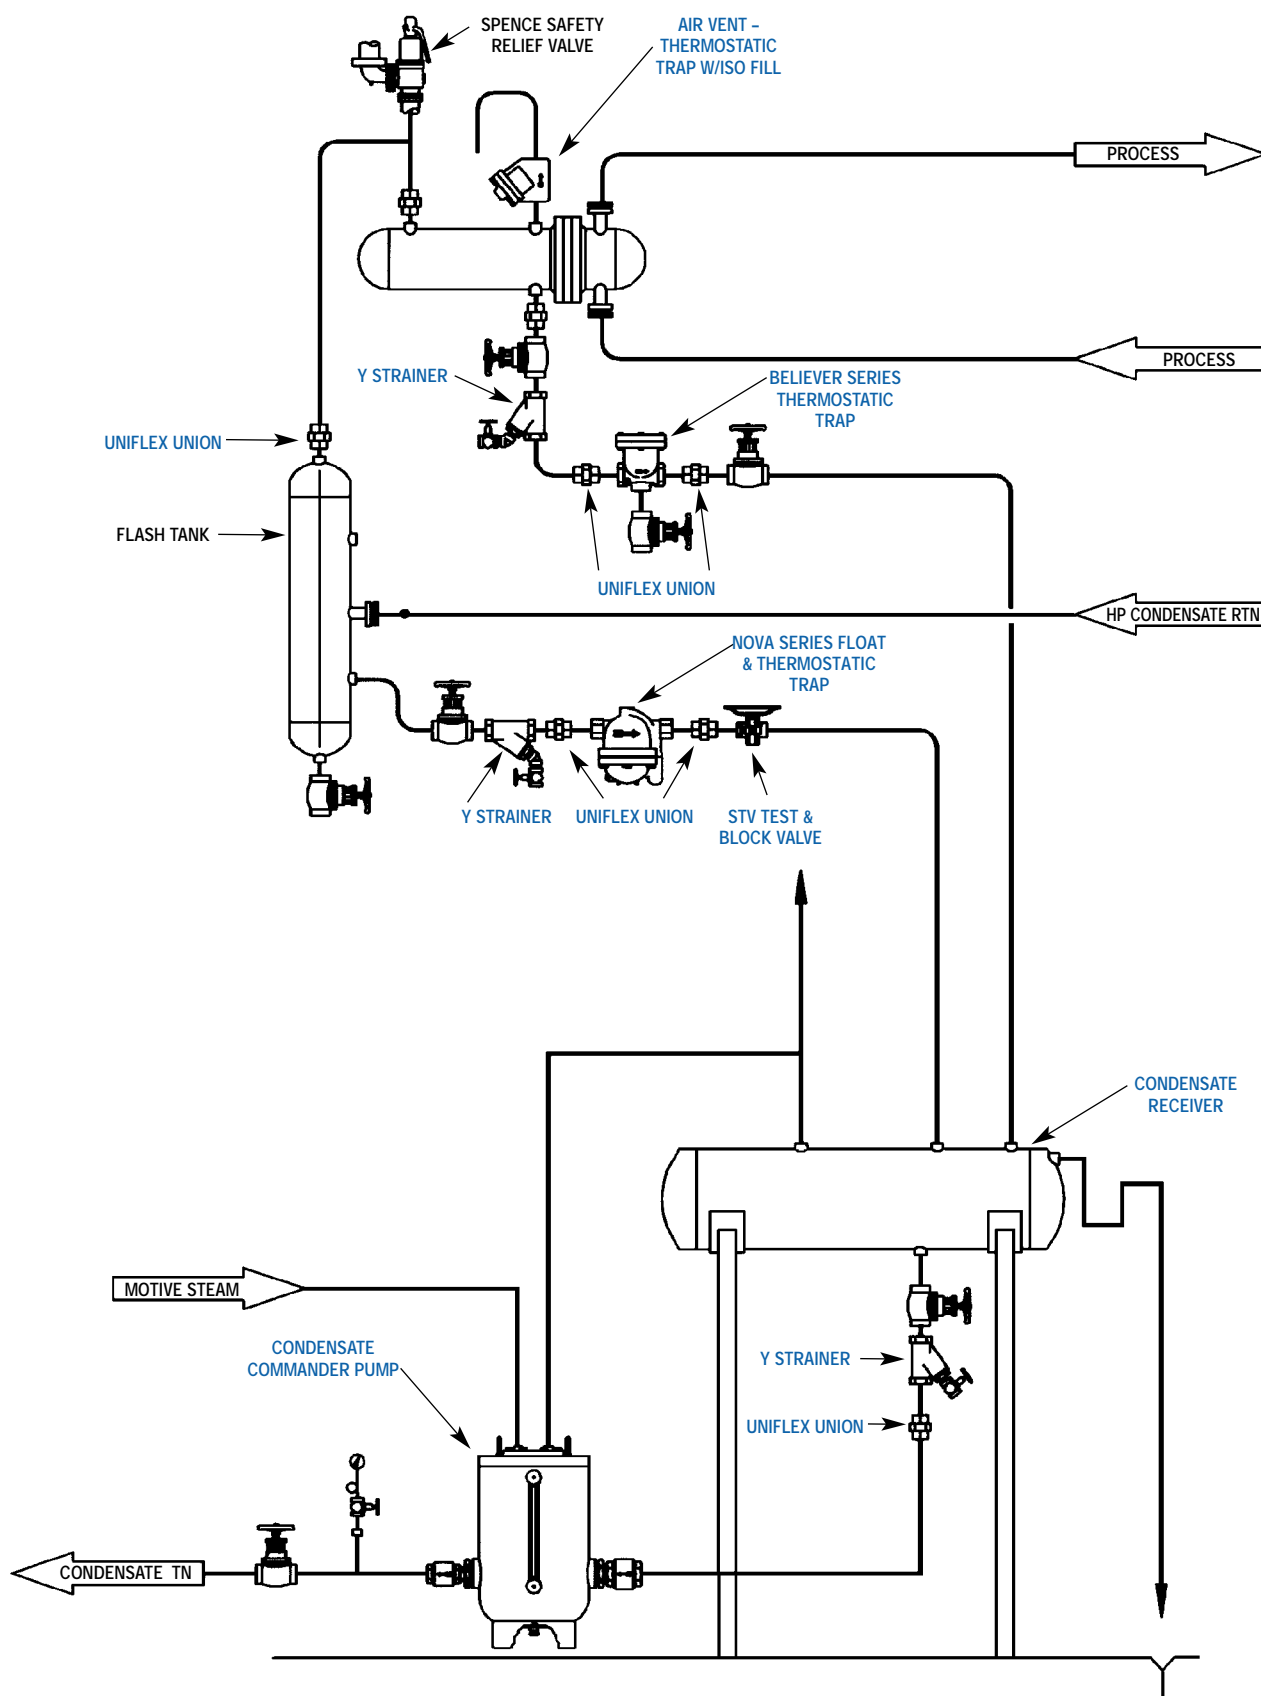 SPENCE SAFETY
RELIEF VALVE
AIR VENT –
THERMOSTATIC
TRAP W/ISO FILL
PROCESS
PROCESS
Y STRAINER
BELIEVER SERIES
THERMOSTATIC
TRAP
UNIFLEX UNION
FLASH TANK
UNIFLEX UNION
HP CONDENSATE RTN
NOVA SERIES FLOAT
& THERMOSTATIC
TRAP
Y STRAINER
UNIFLEX UNION
STV TEST &
BLOCK VALVE
CONDENSATE
RECEIVER
MOTIVE STEAM
CONDENSATE
COMMANDER PUMP
Y STRAINER
UNIFLEX UNION
CONDENSATE TN